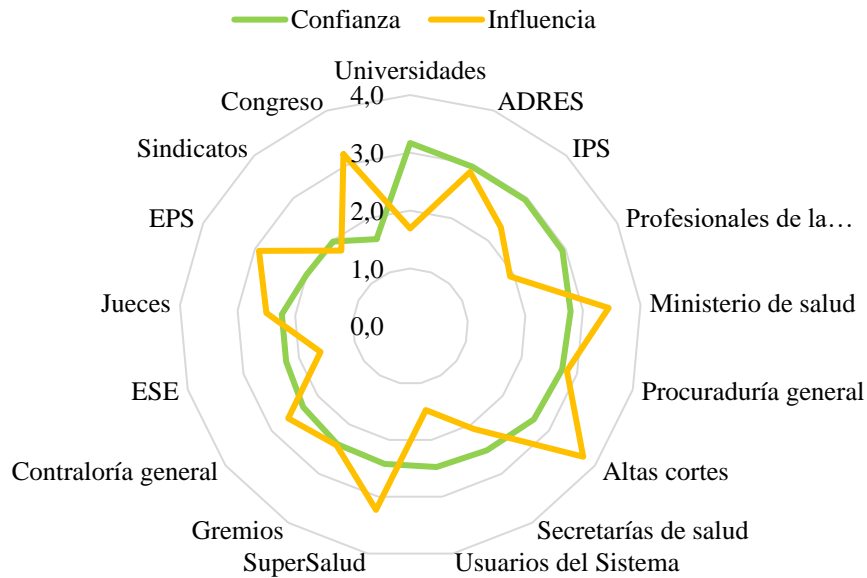 Confianza
Influencia
Universidades
ADRES
IPS
Profesionales de la…
Ministerio de salud
Procuraduría general
Altas cortes
Secretarías de salud
Usuarios del Sistema
SuperSalud
Gremios
Contraloría general
ESE
Jueces
EPS
Sindicatos
Congreso
4,0
3,0
2,0
1,0
0,0